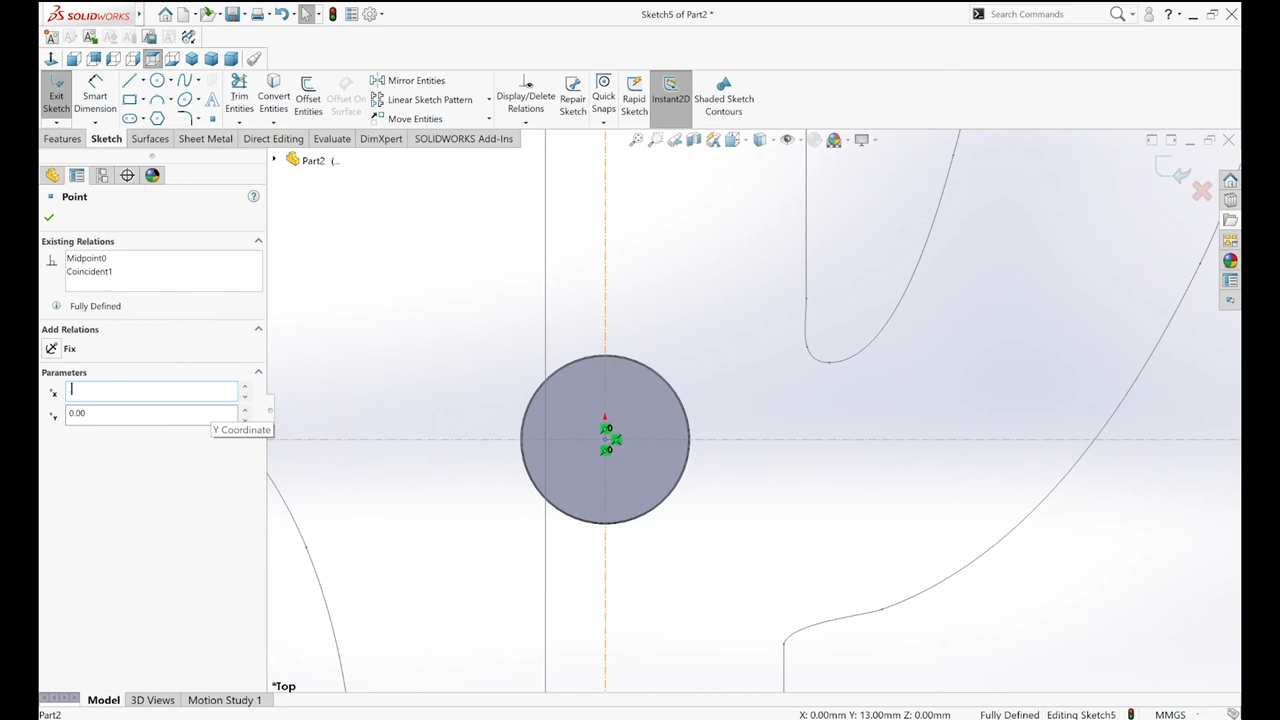 SOLIDWORKS
Sketch5 of Part2 *
Search Commands
?
Exit Sketch
Smart Dimension
Trim Entities
Convert Entities
Offset Entities
Offset On Surface
Mirror Entities
Linear Sketch Pattern
Move Entities
Display/Delete Relations
Repair Sketch
Quick Snaps
Rapid Sketch
Instant2D
Shaded Sketch Contours
Features
Sketch
Surfaces
Sheet Metal
Direct Editing
Evaluate
DimXpert
SOLIDWORKS Add-Ins
Part2 (...
Point
?
Existing Relations
Midpoint0
Coincident1
Fully Defined
Add Relations
Fix
Parameters
X
Y
0.00
Y Coordinate
0
0
*Top
Model
3D Views
Motion Study 1
Part2
X: 0.00mm Y: 13.00mm Z: 0.00mm
Fully Defined
Editing Sketch5
MMGS